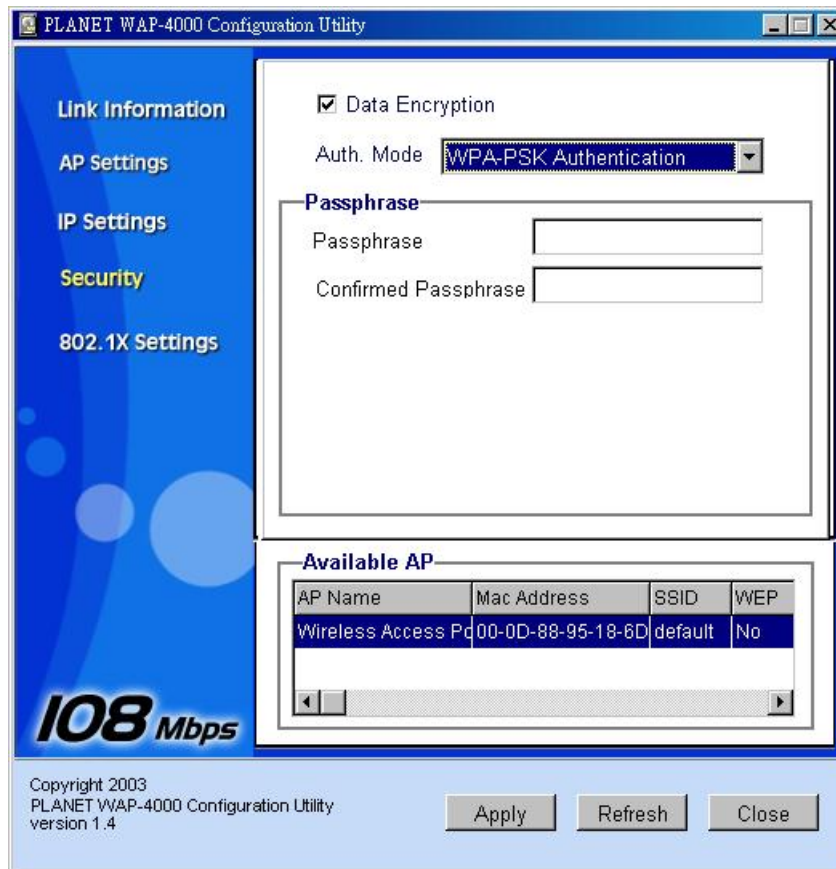 PLANET WAP-4000 Configuration Utility
Link Information
AP Settings
IP Settings
Security
802.1X Settings
Data Encryption
Auth. Mode WPA-PSK Authentication
Passphrase
Passphrase
Confirmed Passphrase
Available AP
AP Name Mac Address SSID WEP
Wireless Access Po 00-0D-88-95-18-6D default No
108 Mbps
Copyright 2003
PLANET WAP-4000 Configuration Utility
version 1.4
Apply Refresh Close